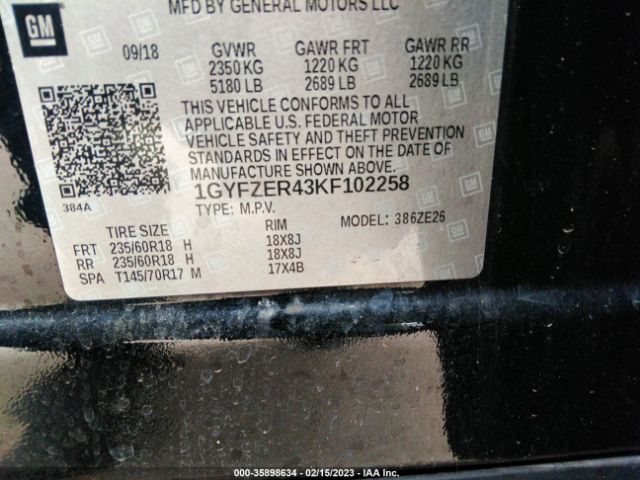 MFD BY GENERAL MOTORS LLC
GM
09/18 GVWR GAWR FRT GAWR RR
2350 KG 1220 KG 1220 KG
5180 LB 2689 LB 2689 LB
THIS VEHICLE CONFORMS TO ALL
APPLICABLE U.S. FEDERAL MOTOR
VEHICLE SAFETY AND THEFT PREVENTION
STANDARDS IN EFFECT ON THE DATE OF
MANUFACTURE SHOWN ABOVE.
384A
1GYFZER43KF102258
TYPE: M.P.V. MODEL: 386ZE26
TIRE SIZE RIM
FRT 235/60R18 H 18X8J
RR 235/60R18 H 18X8J
SPA T145/70R17 M 17X4B
000-35898634 - 02/15/2023 - IAA Inc.